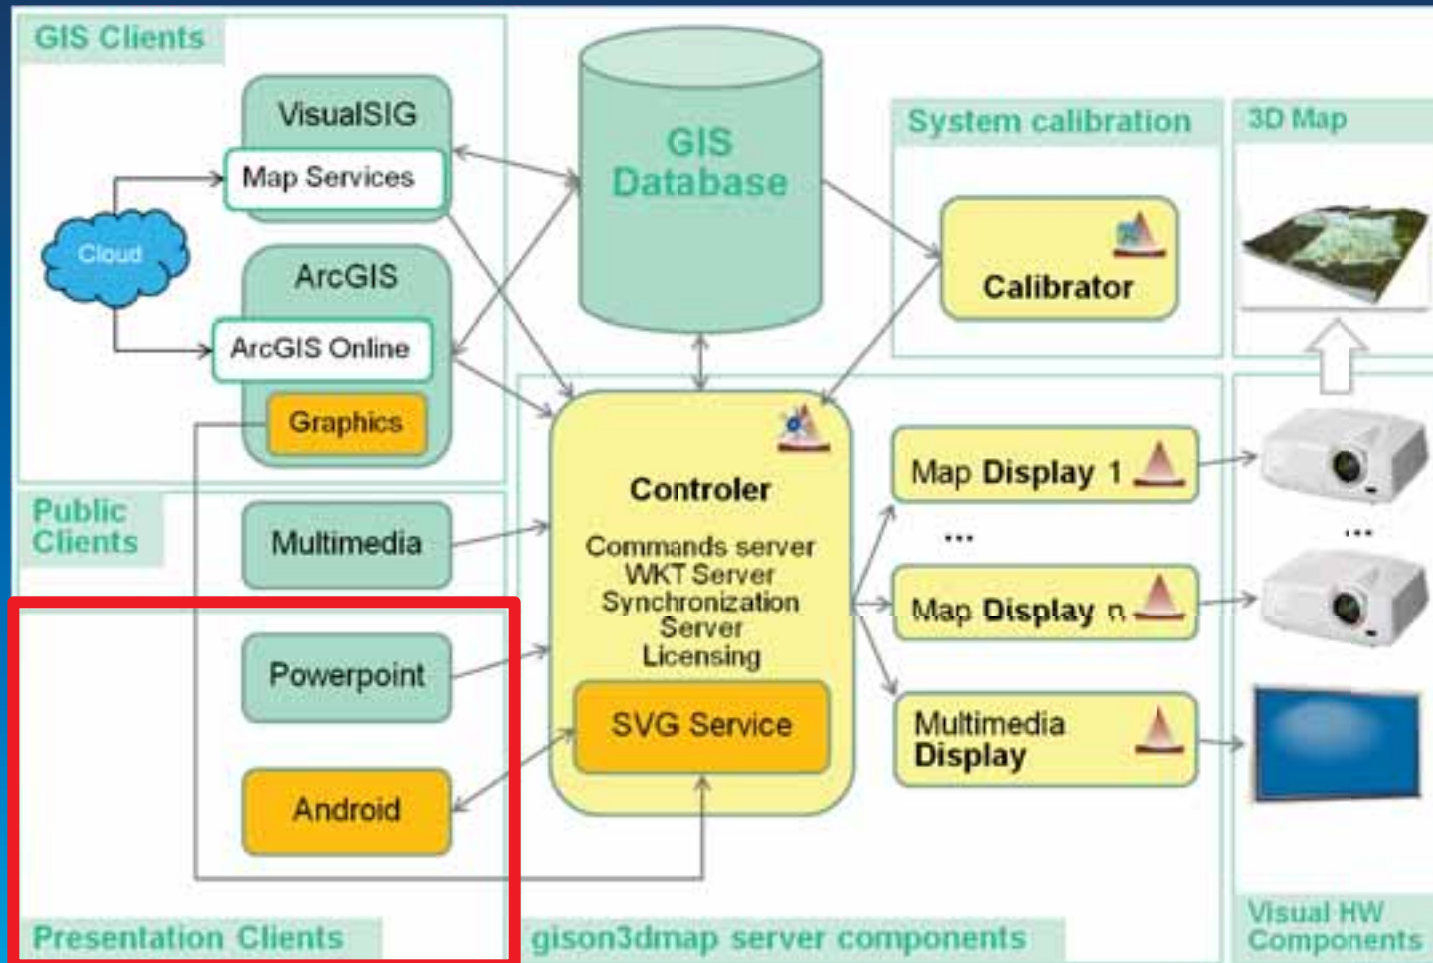 GIS Clients
VisualSIG
Map Services
Cloud
ArcGIS
ArcGIS Online
Graphics
GIS
Database
System calibration
Calibrator
3D Map
Public
Clients
Multimedia
Powerpoint
Android
Presentation Clients
Controler
Commands server
WKT Server
Synchronization
Server
Licensing
SVG Service
Map Display 1
...
Map Display n
Multimedia
Display
gison3dmap server components
...
Visual HW
Components